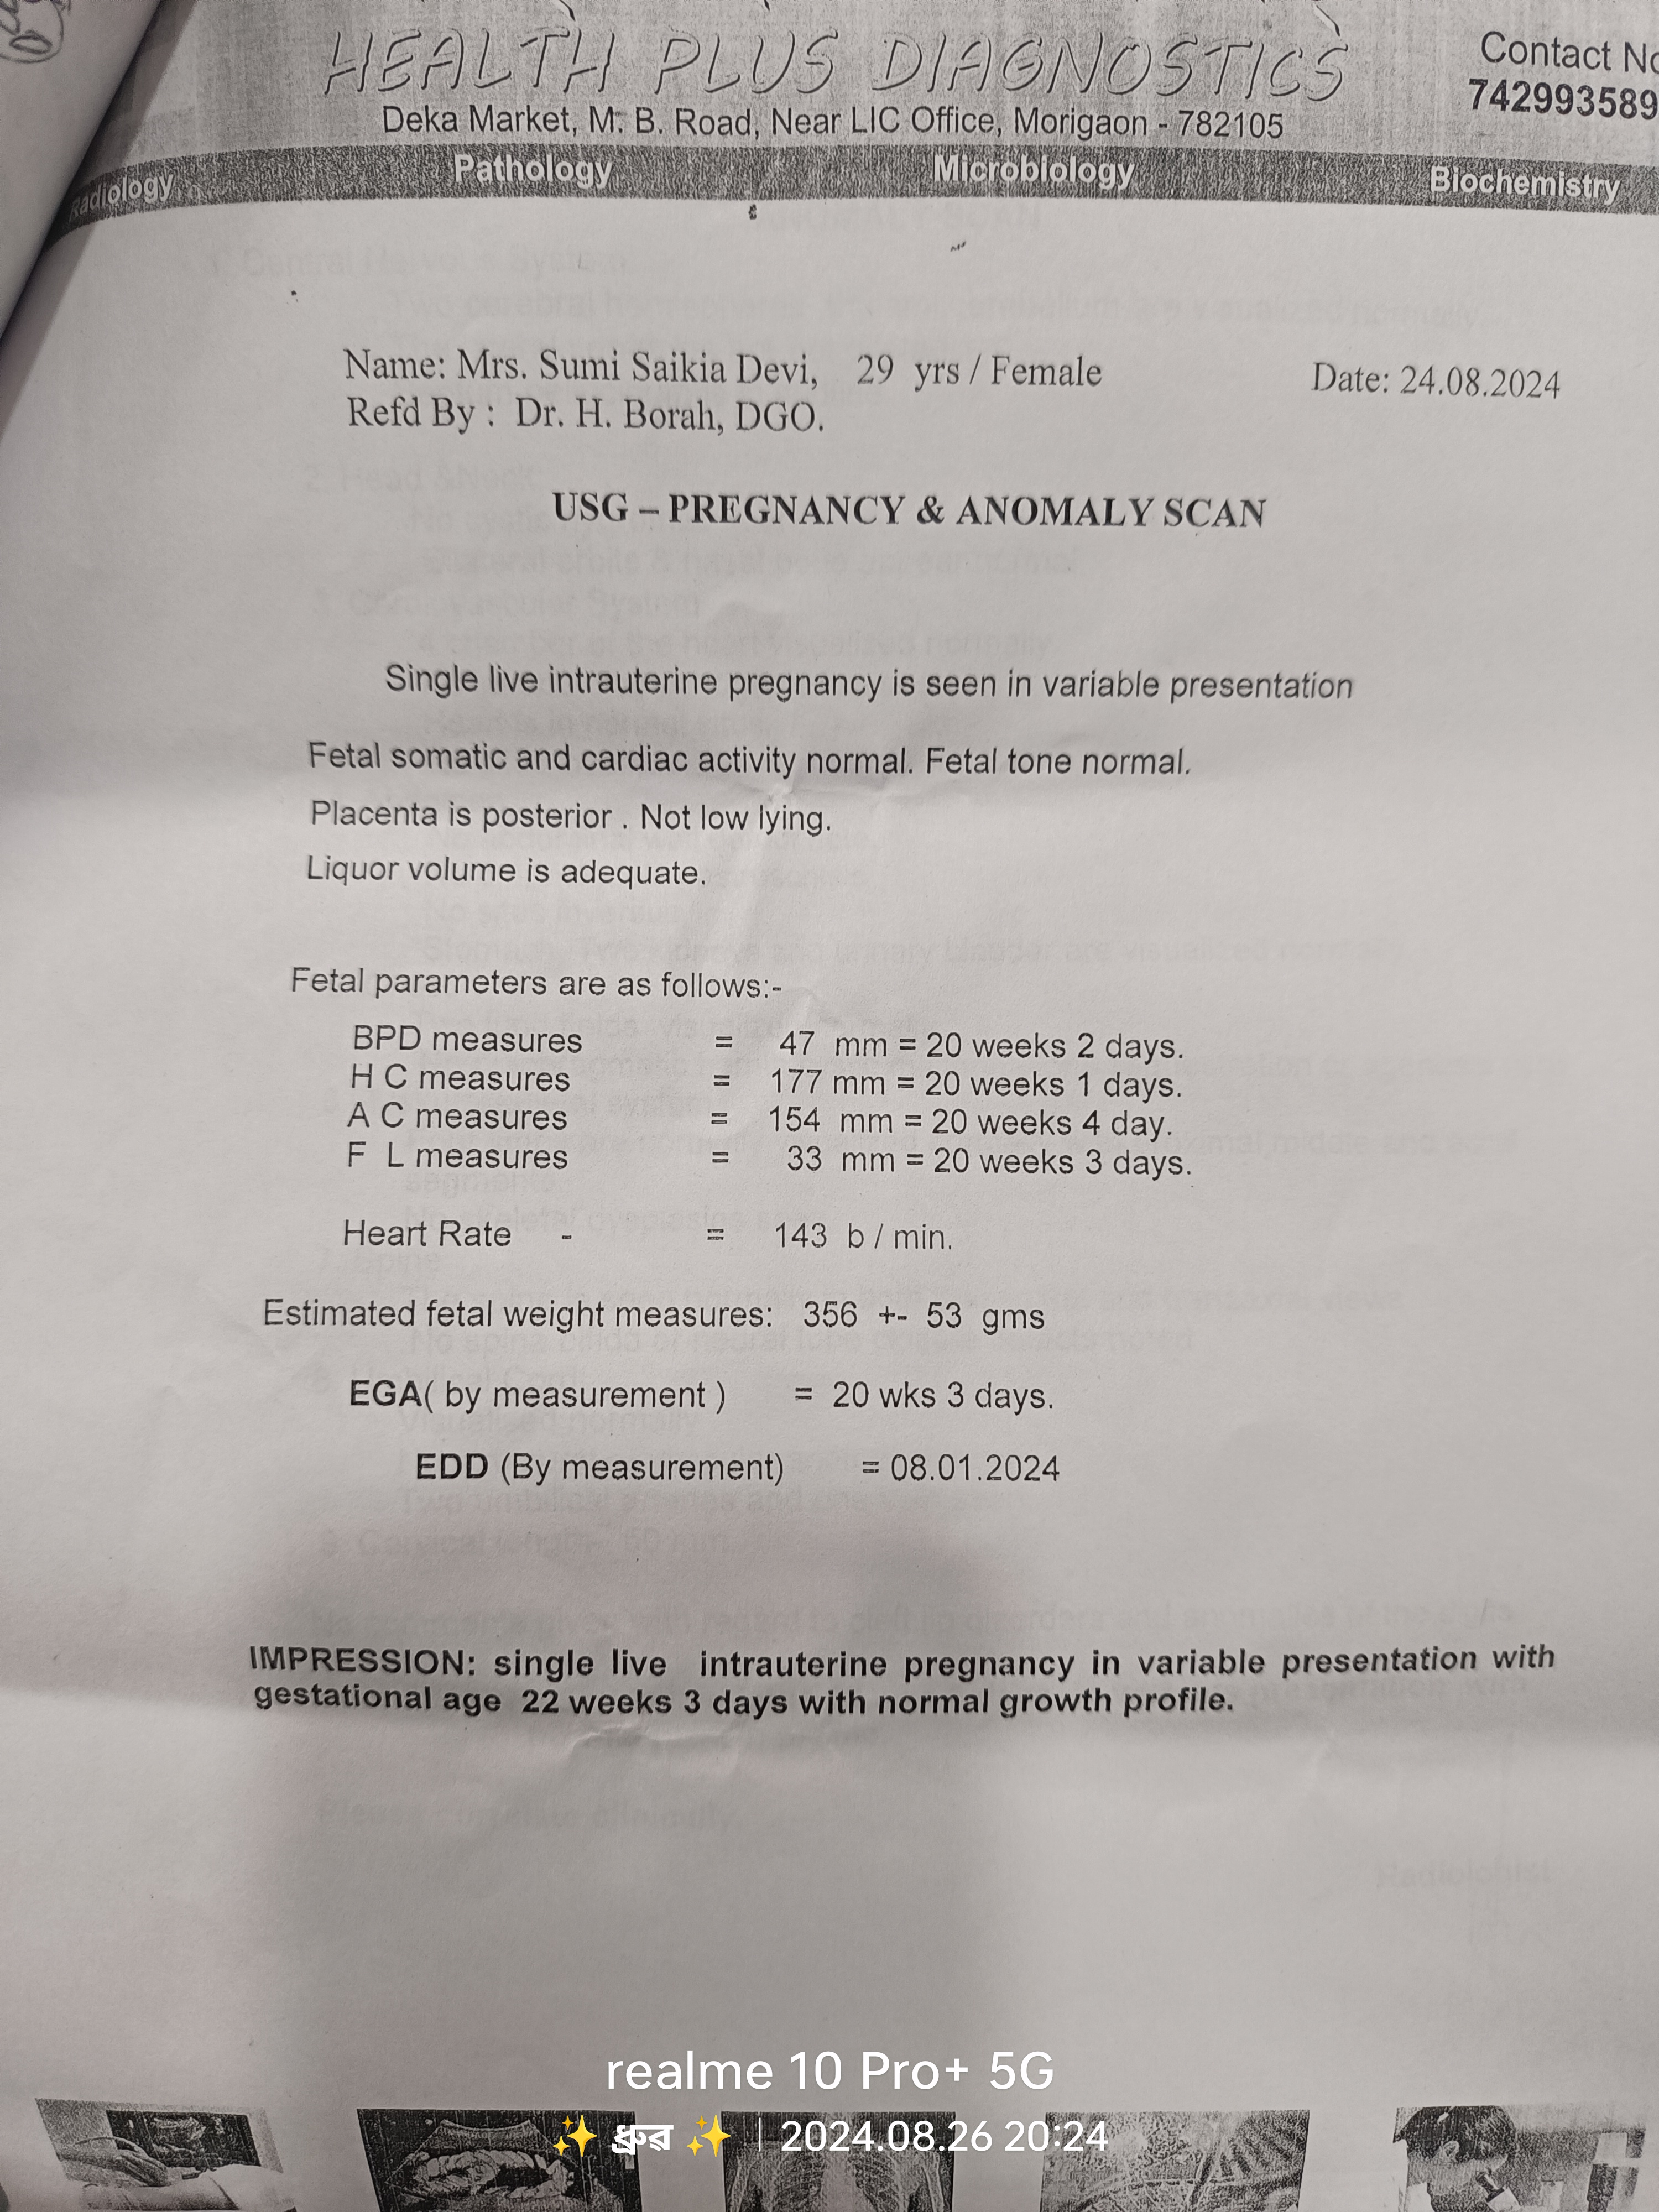 HEALTH PLUS DIAGNOSTICS
Contact No
742993589
Deka Market, M. B. Road, Near LIC Office, Morigaon - 782105
Radiology Pathology Microbiology Biochemistry
Name: Mrs. Sumi Saikia Devi, 29 yrs / Female Date: 24.08.2024
Refd By : Dr. H. Borah, DGO.
USG – PREGNANCY & ANOMALY SCAN
Single live intrauterine pregnancy is seen in variable presentation
Fetal somatic and cardiac activity normal. Fetal tone normal.
Placenta is posterior . Not low lying.
Liquor volume is adequate.
Fetal parameters are as follows:-
BPD measures = 47 mm = 20 weeks 2 days.
H C measures = 177 mm = 20 weeks 1 days.
A C measures = 154 mm = 20 weeks 4 day.
F L measures = 33 mm = 20 weeks 3 days.
Heart Rate - = 143 b / min.
Estimated fetal weight measures: 356 +- 53 gms
EGA( by measurement ) = 20 wks 3 days.
EDD (By measurement) = 08.01.2024
IMPRESSION: single live intrauterine pregnancy in variable presentation with
gestational age 22 weeks 3 days with normal growth profile.
realme 10 Pro+ 5G
✨ ধ্রুৱ ✨ | 2024.08.26 20:24